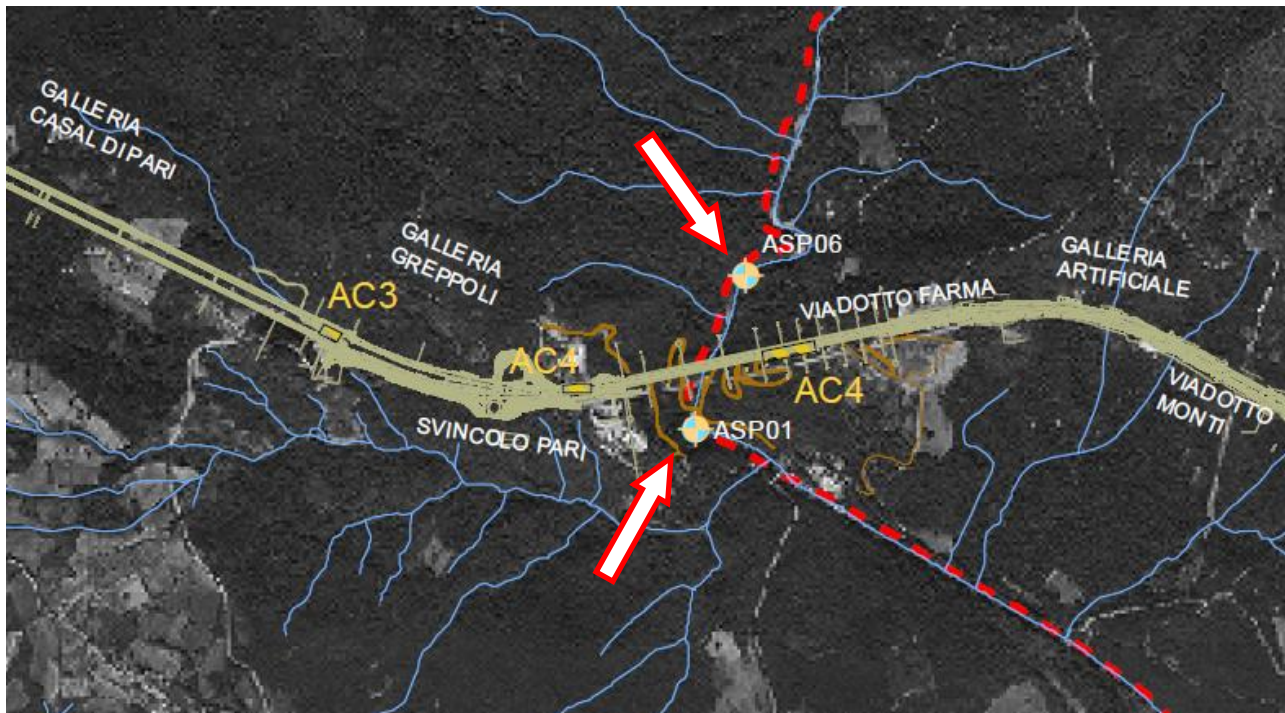 GALLERIA
CASAL DI PARI
AC3
GALLERIA
GREPPOLI
AC4
SVINCOLO PARI
ASP06
ASP01
VIADOTTO FARMA
AC4
GALLERIA
ARTIFICIALE
VIADOTTO
MONTI